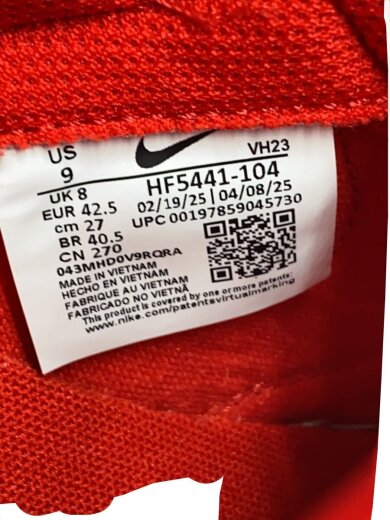 US VH23
9 HF5441-104
UK 8 02/19/25 | 04/08/25
EUR 42.5 UPC 00197859045730
cm 27
BR 40.5
CN 270
043MHD0V9RQRA
MADE IN VIETNAM
HECHO EN VIETNAM
FABRIQUE AU VIETNAM
FABRICADO NO VIETNÃ
This product is covered by one or more patents:
www.nike.com/patentsvirtualmarking